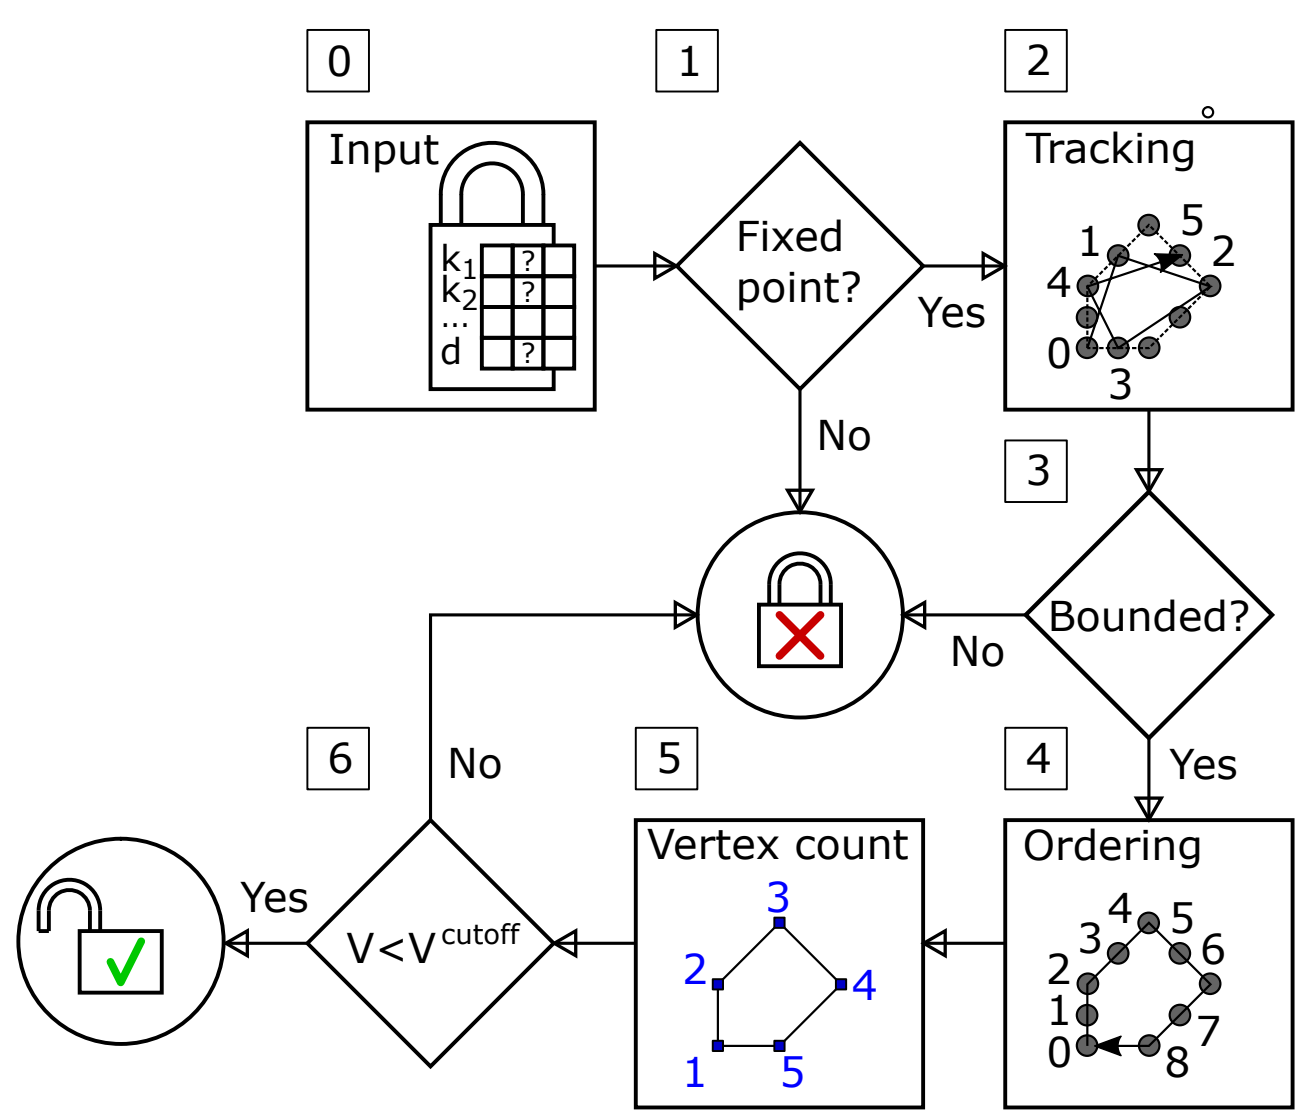 0
1
2
Input
k1 ?
k2 ?
...
d ?
Fixed
point?
Yes
No
Tracking
5
1
2
4
0
3
3
Bounded?
No
Yes
6
5
4
No
Yes
V<V^cutoff
Vertex count
3
2
4
1
5
Ordering
4
5
3
6
2
1
7
0
8